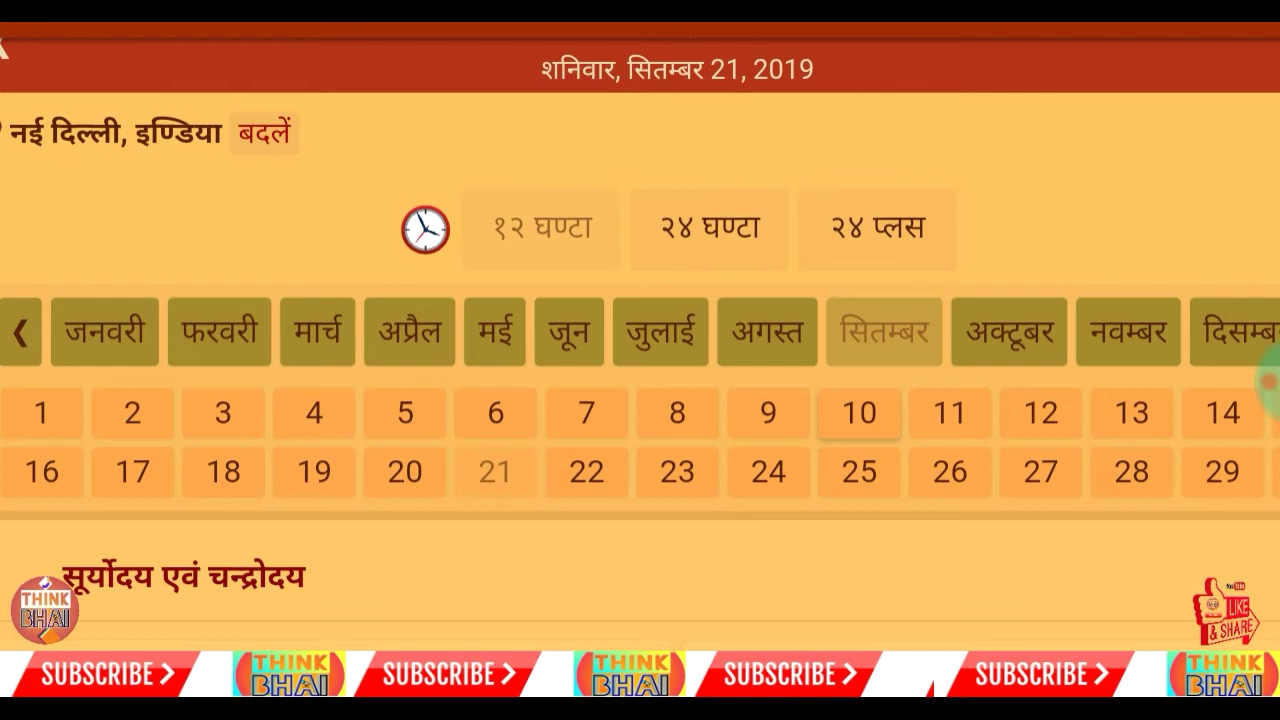 शनिवार, सितम्बर 21, 2019
नई दिल्ली, इण्डिया बदलें
१२ घण्टा २४ घण्टा २४ प्लस
❮ जनवरी फरवरी मार्च अप्रैल मई जून जुलाई अगस्त सितम्बर अक्टूबर नवम्बर दिसम्ब
1 2 3 4 5 6 7 8 9 10 11 12 13 14
16 17 18 19 20 21 22 23 24 25 26 27 28 29
सूर्योदय एवं चन्द्रोदय
THINK
BHAI
YouTube
LIKE
& SHARE
SUBSCRIBE > THINK BHAI SUBSCRIBE > THINK BHAI SUBSCRIBE > SUBSCRIBE > THINK BHAI